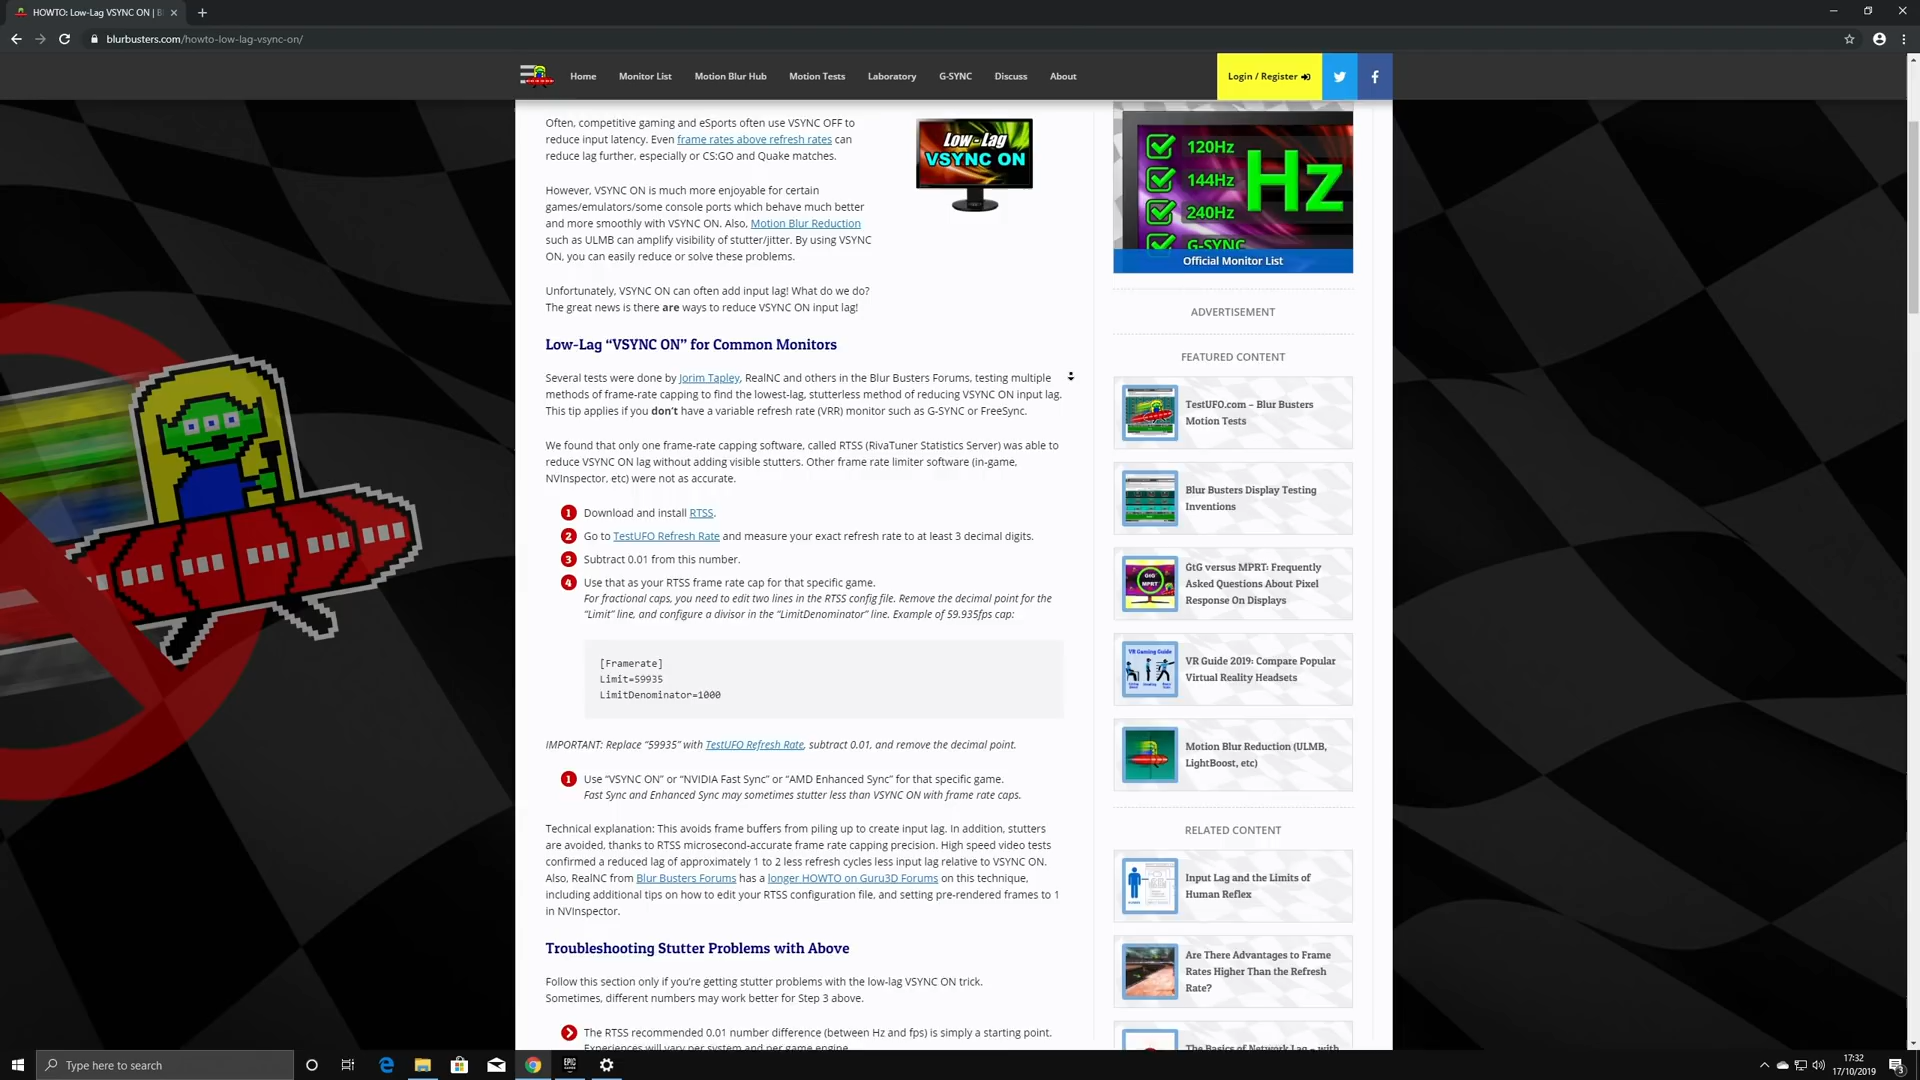 HOWTO: Low-Lag VSYNC ON | B
blurbusters.com/howto-low-lag-vsync-on/
Home
Monitor List
Motion Blur Hub
Motion Tests
Laboratory
G-SYNC
Discuss
About
Login / Register
Often, competitive gaming and eSports often use VSYNC OFF to
reduce input latency. Even frame rates above refresh rates can
reduce lag further, especially or CS:GO and Quake matches.
However, VSYNC ON is much more enjoyable for certain
games/emulators/some console ports which behave much better
and more smoothly with VSYNC ON. Also, Motion Blur Reduction
such as ULMB can amplify visibility of stutter/jitter. By using VSYNC
ON, you can easily reduce or solve these problems.
Unfortunately, VSYNC ON can often add input lag! What do we do?
The great news is there are ways to reduce VSYNC ON input lag!
Low-Lag
VSYNC ON
Low-Lag “VSYNC ON” for Common Monitors
Several tests were done by Jorim Tapley, RealNC and others in the Blur Busters Forums, testing multiple
methods of frame-rate capping to find the lowest-lag, stutterless method of reducing VSYNC ON input lag.
This tip applies if you don’t have a variable refresh rate (VRR) monitor such as G-SYNC or FreeSync.
We found that only one frame-rate capping software, called RTSS (RivaTuner Statistics Server) was able to
reduce VSYNC ON lag without adding visible stutters. Other frame rate limiter software (in-game,
NVInspector, etc) were not as accurate.
1 Download and install RTSS.
2 Go to TestUFO Refresh Rate and measure your exact refresh rate to at least 3 decimal digits.
3 Subtract 0.01 from this number.
4 Use that as your RTSS frame rate cap for that specific game.
For fractional caps, you need to edit two lines in the RTSS config file. Remove the decimal point for the
“Limit” line, and configure a divisor in the “LimitDenominator” line. Example of 59.935fps cap:
[Framerate]
Limit=59935
LimitDenominator=1000
IMPORTANT: Replace “59935” with TestUFO Refresh Rate, subtract 0.01, and remove the decimal point.
1 Use “VSYNC ON” or “NVIDIA Fast Sync” or “AMD Enhanced Sync” for that specific game.
Fast Sync and Enhanced Sync may sometimes stutter less than VSYNC ON with frame rate caps.
Technical explanation: This avoids frame buffers from piling up to create input lag. In addition, stutters
are avoided, thanks to RTSS microsecond-accurate frame rate capping precision. High speed video tests
confirmed a reduced lag of approximately 1 to 2 less refresh cycles less input lag relative to VSYNC ON.
Also, RealNC from Blur Busters Forums has a longer HOWTO on Guru3D Forums on this technique,
including additional tips on how to edit your RTSS configuration file, and setting pre-rendered frames to 1
in NVInspector.
Troubleshooting Stutter Problems with Above
Follow this section only if you’re getting stutter problems with the low-lag VSYNC ON trick.
Sometimes, different numbers may work better for Step 3 above.
The RTSS recommended 0.01 number difference (between Hz and fps) is simply a starting point.
Experiences will vary per system and per game engine.
120Hz
144Hz
240Hz
G-SYNC
Hz
Official Monitor List
ADVERTISEMENT
FEATURED CONTENT
TestUFO.com – Blur Busters
Motion Tests
Blur Busters Display Testing
Inventions
GtG
MPRT
GtG versus MPRT: Frequently
Asked Questions About Pixel
Response On Displays
VR Gaming Guide
VR Guide 2019: Compare Popular
Virtual Reality Headsets
Motion Blur Reduction (ULMB,
LightBoost, etc)
RELATED CONTENT
Input Lag and the Limits of
Human Reflex
Are There Advantages to Frame
Rates Higher Than the Refresh
Rate?
The Basics of Network Lag – with
Type here to search
EPIC
17:32
17/10/2019
3